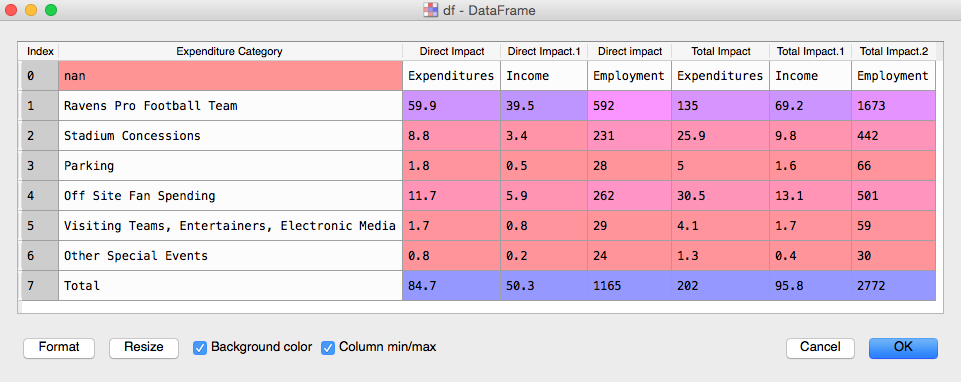 df - DataFrame
Index Expenditure Category Direct Impact Direct Impact.1 Direct impact Total Impact Total Impact.1 Total Impact.2
0 nan Expenditures Income Employment Expenditures Income Employment
1 Ravens Pro Football Team 59.9 39.5 592 135 69.2 1673
2 Stadium Concessions 8.8 3.4 231 25.9 9.8 442
3 Parking 1.8 0.5 28 5 1.6 66
4 Off Site Fan Spending 11.7 5.9 262 30.5 13.1 501
5 Visiting Teams, Entertainers, Electronic Media 1.7 0.8 29 4.1 1.7 59
6 Other Special Events 0.8 0.2 24 1.3 0.4 30
7 Total 84.7 50.3 1165 202 95.8 2772
Format Resize Background color Column min/max Cancel OK